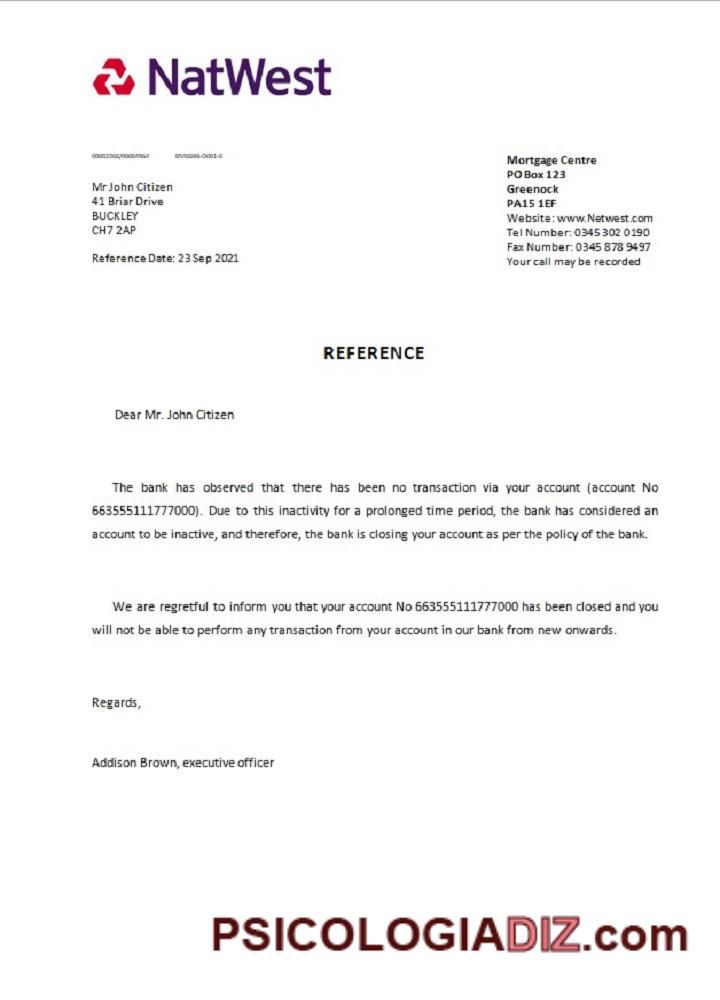 NatWest
Mr John Citizen
41 Briar Drive
BUCKLEY
CH7 2AP
Reference Date: 23 Sep 2021
Mortgage Centre
PO Box 123
Greenock
PA15 1EF
Website: www.Netwest.com
Tel Number: 0345 302 0190
Fax Number: 0345 878 9497
Your call may be recorded
REFERENCE
Dear Mr. John Citizen
The bank has observed that there has been no transaction via your account (account No
663555111777000). Due to this inactivity for a prolonged time period, the bank has considered an
account to be inactive, and therefore, the bank is closing your account as per the policy of the bank.
We are regretful to inform you that your account No 663555111777000 has been closed and you
will not be able to perform any transaction from your account in our bank from new onwards.
Regards,
Addison Brown, executive officer
PSICOLOGIADIZ.com